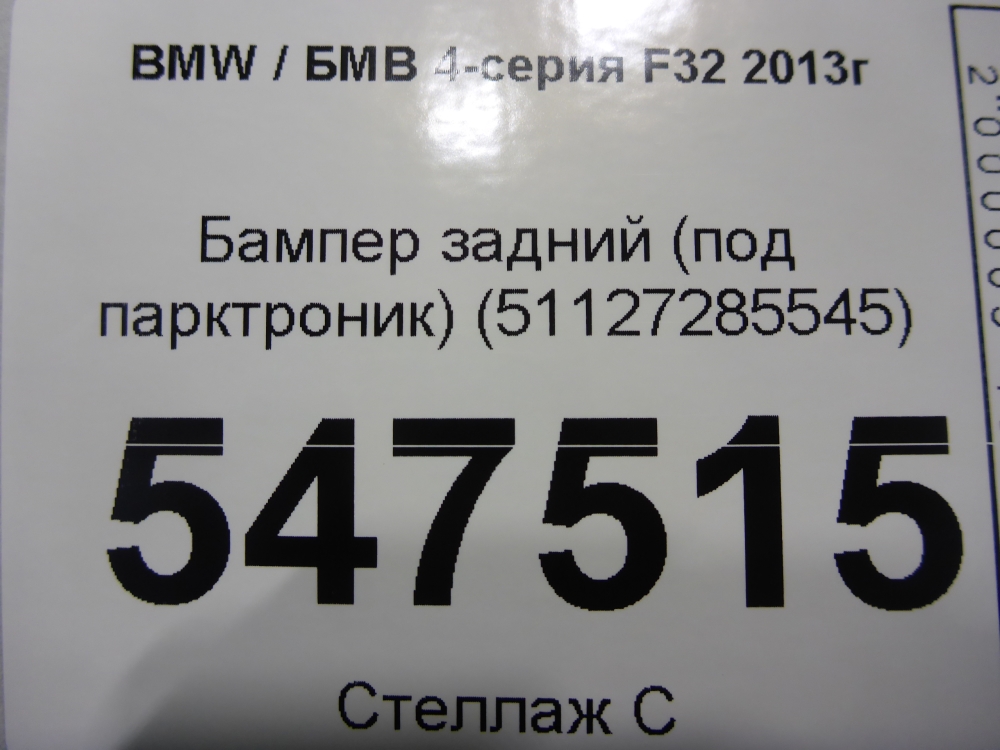 BMW / БМВ 4-серия F32 2013г
Бампер задний (под
парктроник) (51127285545)
547515
Стеллаж С